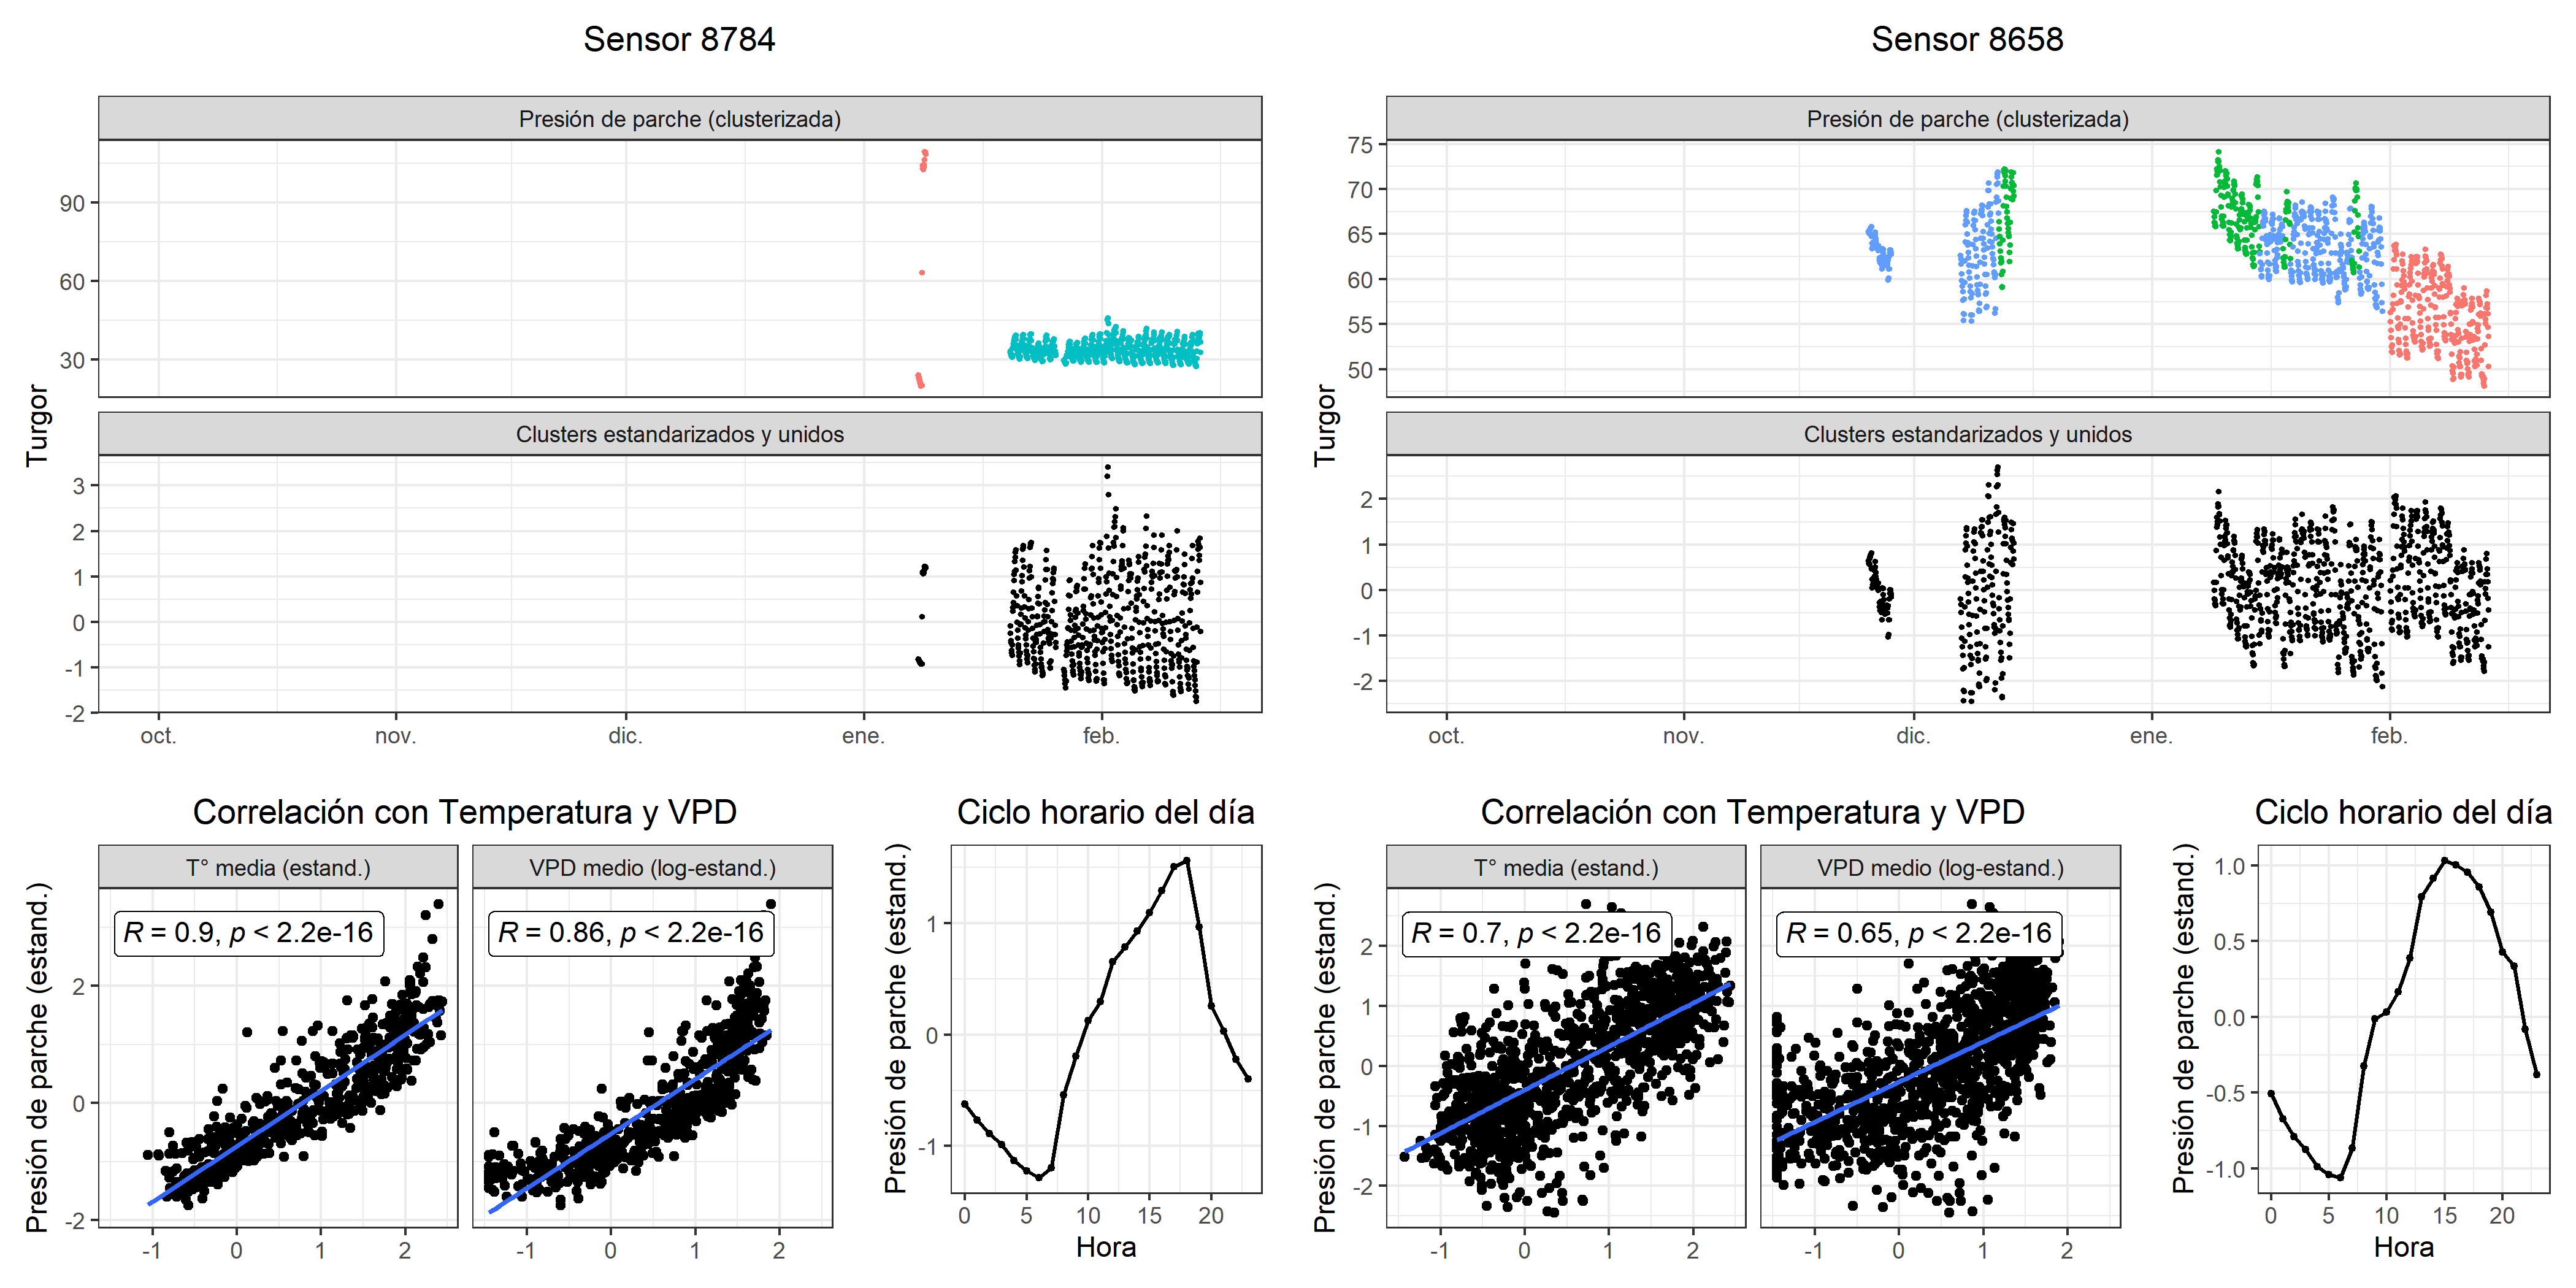 Sensor 8784
Presión de parche (clusterizada)
90
60
30
Turgor
Clusters estandarizados y unidos
3
2
1
0
-1
-2
oct. nov. dic. ene. feb.
Correlación con Temperatura y VPD
Presión de parche (estand.)
T° media (estand.)
R = 0.9, p < 2.2e-16
VPD medio (log-estand.)
R = 0.86, p < 2.2e-16
2
0
-2
-1 0 1 2
-1 0 1 2
Ciclo horario del día
Presión de parche (estand.)
1
0
-1
0 5 10 15 20
Hora
Sensor 8658
Presión de parche (clusterizada)
75
70
65
60
55
50
Turgor
Clusters estandarizados y unidos
2
1
0
-1
-2
oct. nov. dic. ene. feb.
Correlación con Temperatura y VPD
Presión de parche (estand.)
T° media (estand.)
R = 0.7, p < 2.2e-16
VPD medio (log-estand.)
R = 0.65, p < 2.2e-16
2
1
0
-1
-2
-1 0 1 2
-1 0 1 2
Ciclo horario del día
Presión de parche (estand.)
1.0
0.5
0.0
-0.5
-1.0
0 5 10 15 20
Hora